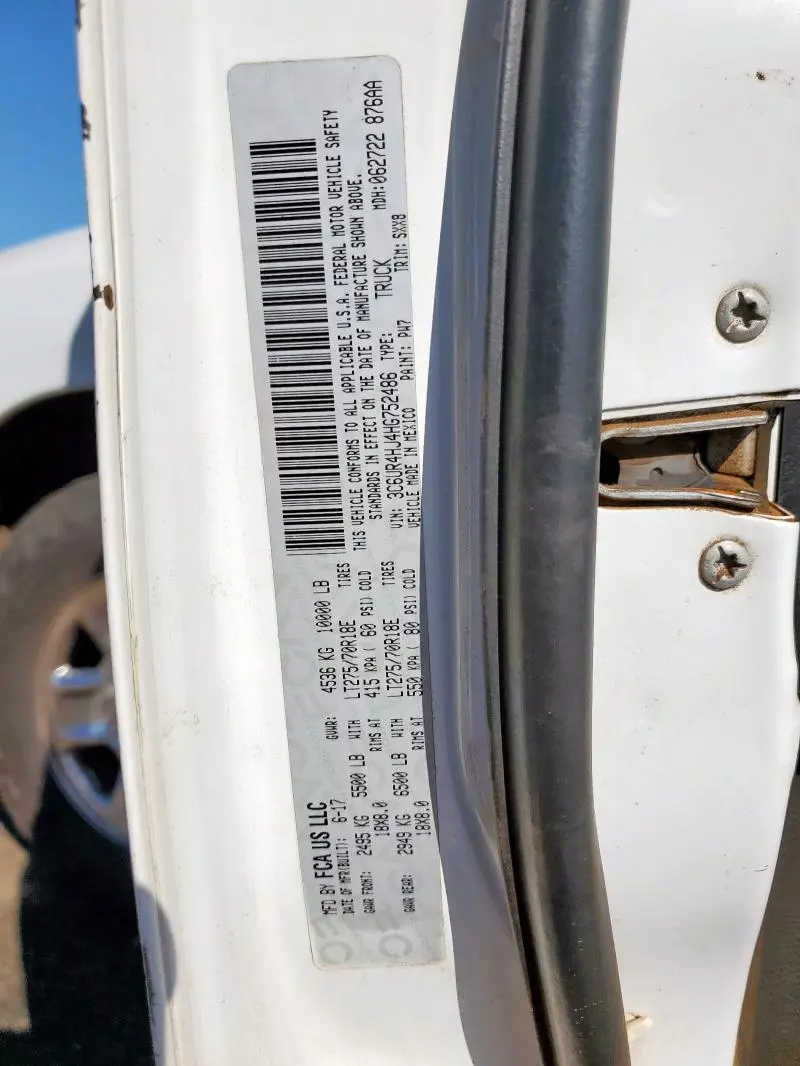 MFD BY FCA US LLC
DATE OF MFR(BUILT): 6-17 GVWR: 4536 KG 10000 LB
GAWR FRONT: 2495 KG 5500 LB WITH LT275/70R18E TIRES
18X8.0 RIMS AT 415 KPA ( 60 PSI) COLD
GAWR REAR: 2949 KG 6500 LB WITH LT275/70R18E TIRES
18X8.0 RIMS AT 550 KPA ( 80 PSI) COLD
THIS VEHICLE CONFORMS TO ALL APPLICABLE U.S.A. FEDERAL MOTOR VEHICLE SAFETY
STANDARDS IN EFFECT ON THE DATE OF MANUFACTURE SHOWN ABOVE.
VIN: 3C6UR4HJ4HG752486 TYPE: TRUCK MDH:062722 876AA
VEHICLE MADE IN MEXICO PAINT: PW7 TRIM: SXX8